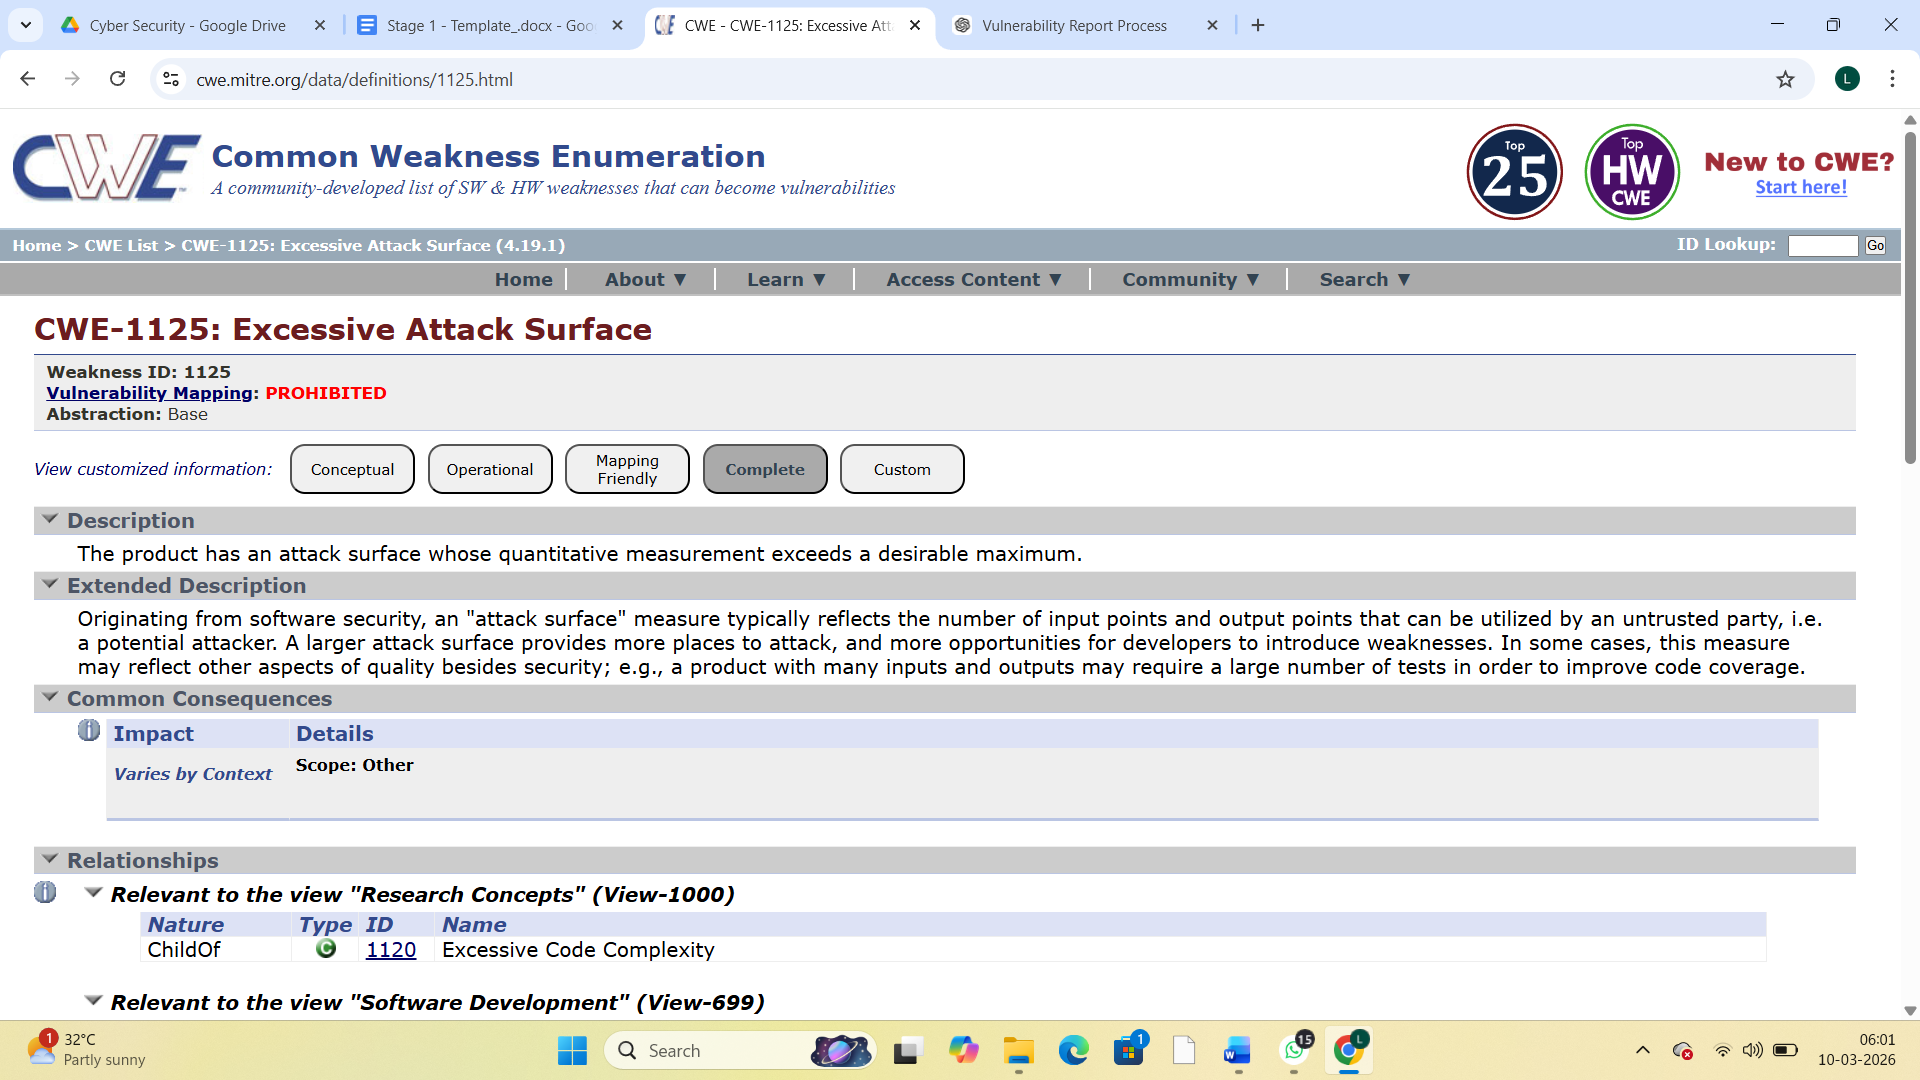 Cyber Security - Google Drive
Stage 1 - Template_.docx - Goo
CWE - CWE-1125: Excessive Att
Vulnerability Report Process
cwe.mitre.org/data/definitions/1125.html
L
CWE
Common Weakness Enumeration
A community-developed list of SW & HW weaknesses that can become vulnerabilities
Top
25
Top
HW
CWE
New to CWE?
Start here!
Home > CWE List > CWE-1125: Excessive Attack Surface (4.19.1)
ID Lookup:
Go
Home
About ▼
Learn ▼
Access Content ▼
Community ▼
Search ▼
CWE-1125: Excessive Attack Surface
Weakness ID: 1125
Vulnerability Mapping: PROHIBITED
Abstraction: Base
View customized information:
Conceptual
Operational
Mapping
Friendly
Complete
Custom
Description
The product has an attack surface whose quantitative measurement exceeds a desirable maximum.
Extended Description
Originating from software security, an "attack surface" measure typically reflects the number of input points and output points that can be utilized by an untrusted party, i.e.
a potential attacker. A larger attack surface provides more places to attack, and more opportunities for developers to introduce weaknesses. In some cases, this measure
may reflect other aspects of quality besides security; e.g., a product with many inputs and outputs may require a large number of tests in order to improve code coverage.
Common Consequences
Impact
Details
Varies by Context
Scope: Other
Relationships
Relevant to the view "Research Concepts" (View-1000)
Nature Type ID Name
ChildOf C 1120 Excessive Code Complexity
Relevant to the view "Software Development" (View-699)
1
32°C
Partly sunny
Search
1
W
15
L
06:01
10-03-2026